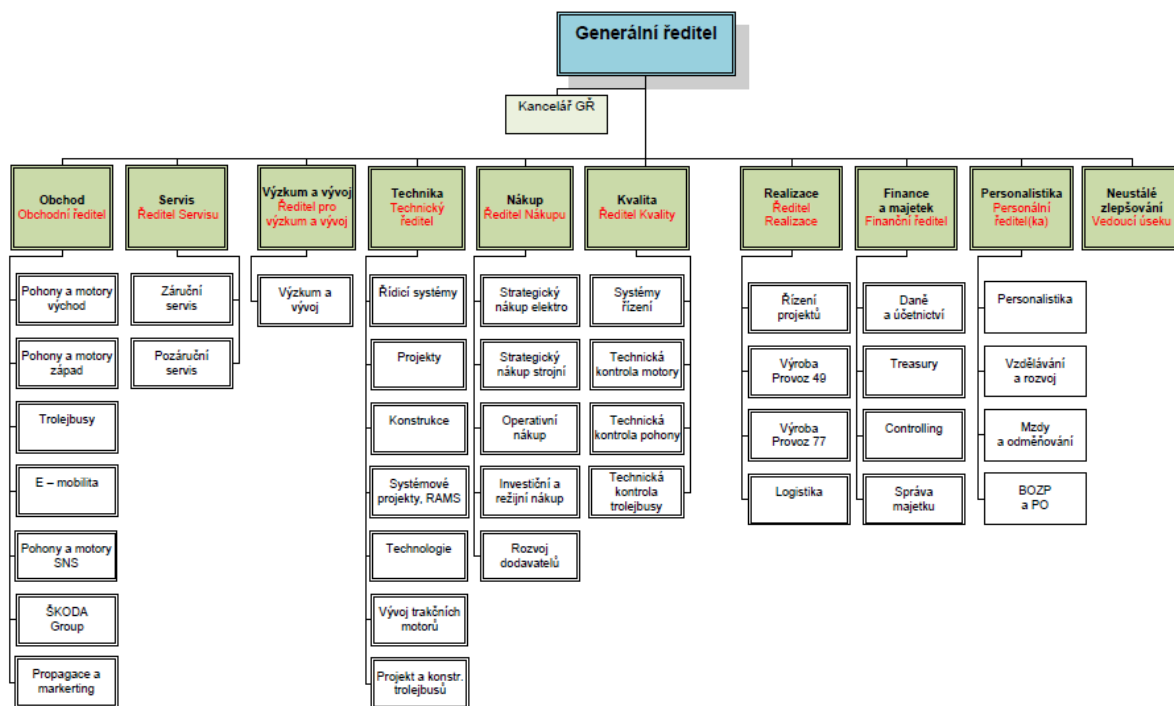 Generální ředitel
Kancelář GŘ
Obchod
Obchodní ředitel
Servis
Ředitel Servisu
Výzkum a vývoj
Ředitel pro
výzkum a vývoj
Technika
Technický
ředitel
Nákup
Ředitel Nákupu
Kvalita
Ředitel Kvality
Realizace
Ředitel
Realizace
Finance
a majetek
Finanční ředitel
Personalistika
Personální
ředitel(ka)
Neustálé
zlepšování
Vedoucí úseku
Pohony a motory
východ
Pohony a motory
západ
Trolejbusy
E – mobilita
Pohony a motory
SNS
ŠKODA
Group
Propagace a
markerting
Záruční
servis
Pozáruční
servis
Výzkum a
vývoj
Řídicí systémy
Projekty
Konstrukce
Systémové
projekty, RAMS
Technologie
Vývoj trakčních
motorů
Projekt a konstr.
trolejbusů
Strategický
nákup elektro
Strategický
nákup strojní
Operativní
nákup
Investiční a
režijní nákup
Rozvoj
dodavatelů
Systémy
řízení
Technická
kontrola motory
Technická
kontrola pohony
Technická
kontrola
trolejbusy
Řízení
projektů
Výroba
Provoz 49
Výroba
Provoz 77
Logistika
Daně
a účetnictví
Treasury
Controlling
Správa
majetku
Personalistika
Vzdělávání
a rozvoj
Mzdy
a odměňování
BOZP
a PO